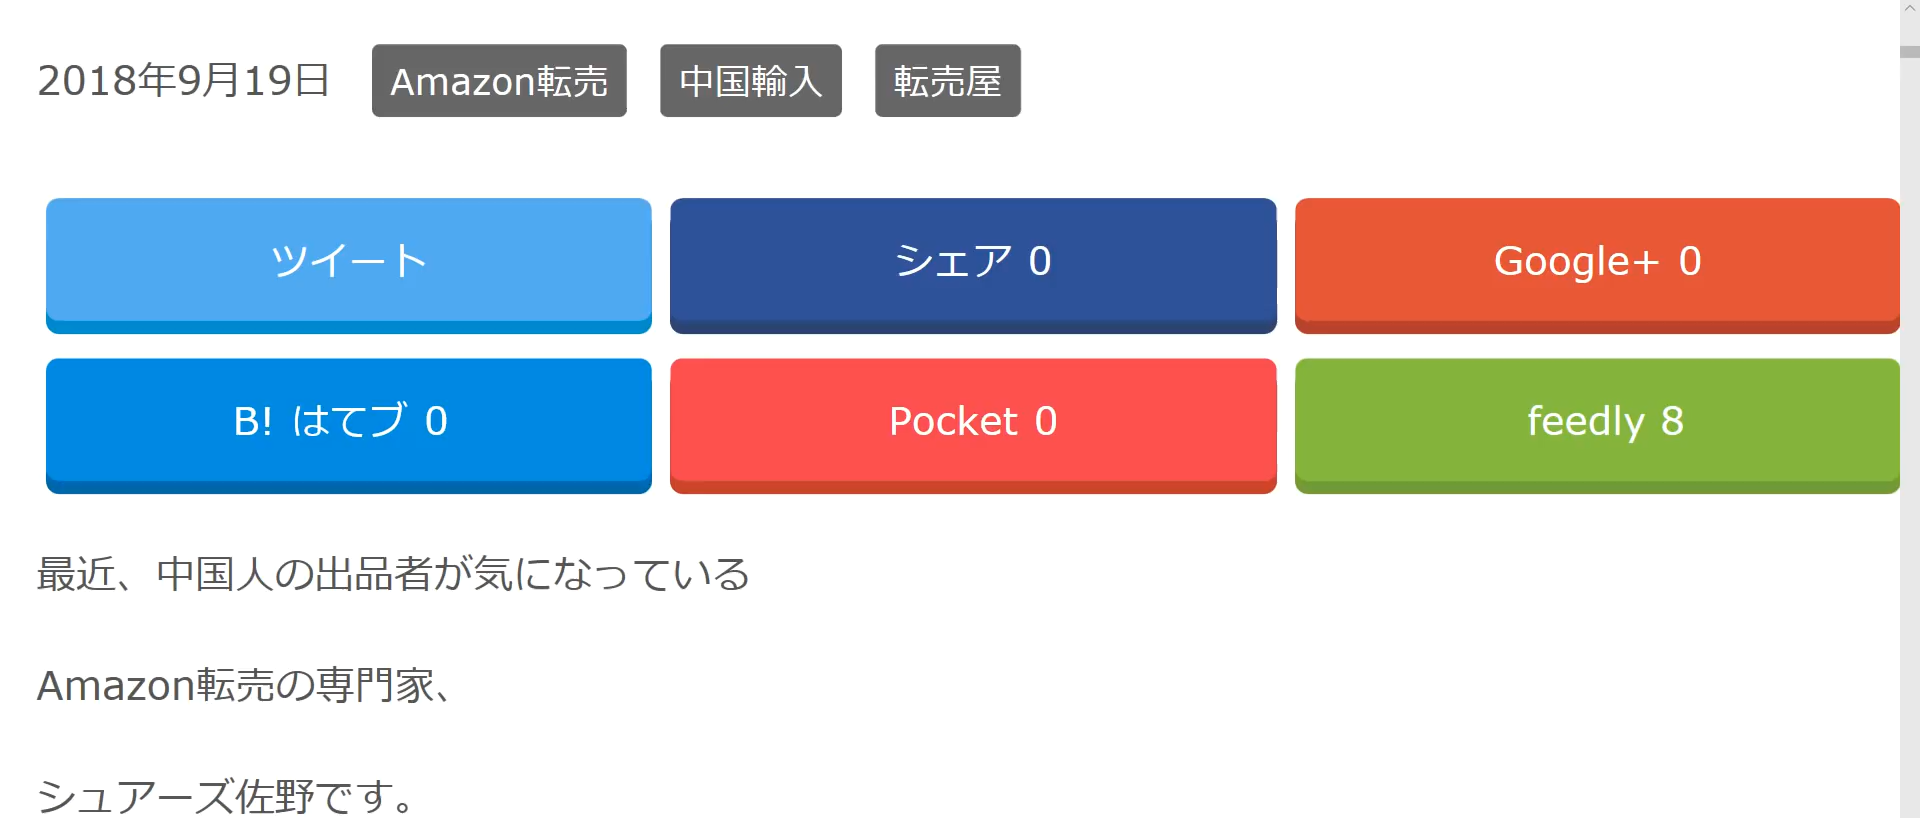 2018年9月19日 Amazon転売 中国輸入 転売屋
ツイート シェア 0 Google+ 0
B! はてブ 0 Pocket 0 feedly 8
最近、中国人の出品者が気になっている
Amazon転売の専門家、
シュアーズ佐野です。